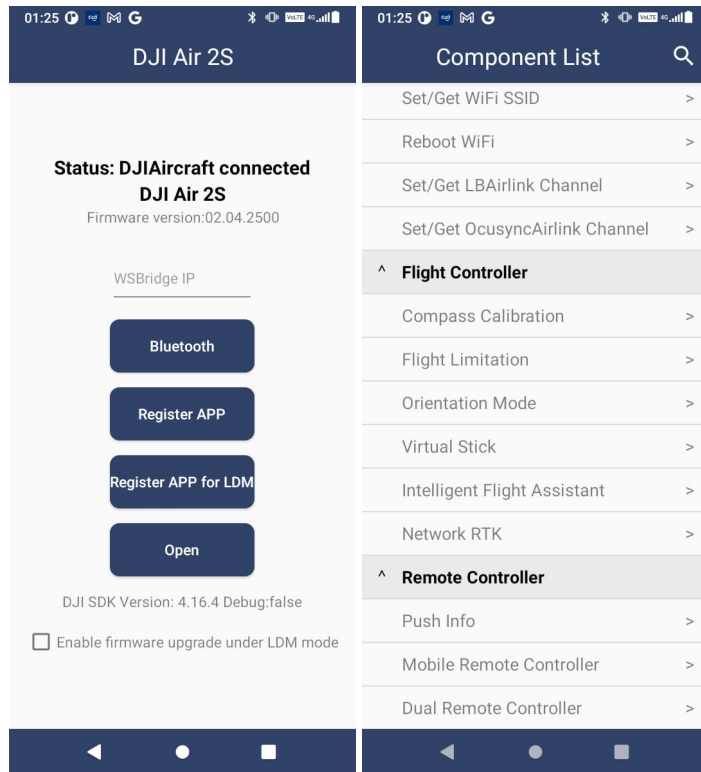 01:25
VoLTE 4G
DJI Air 2S
Status: DJIAircraft connected
DJI Air 2S
Firmware version:02.04.2500
WSBridge IP
Bluetooth
Register APP
Register APP for LDM
Open
DJI SDK Version: 4.16.4 Debug:false
Enable firmware upgrade under LDM mode
01:25
VoLTE 4G
Component List
Set/Get WiFi SSID >
Reboot WiFi >
Set/Get LBAirlink Channel >
Set/Get OcusyncAirlink Channel >
^ Flight Controller
Compass Calibration >
Flight Limitation >
Orientation Mode >
Virtual Stick >
Intelligent Flight Assistant >
Network RTK >
^ Remote Controller
Push Info >
Mobile Remote Controller >
Dual Remote Controller >